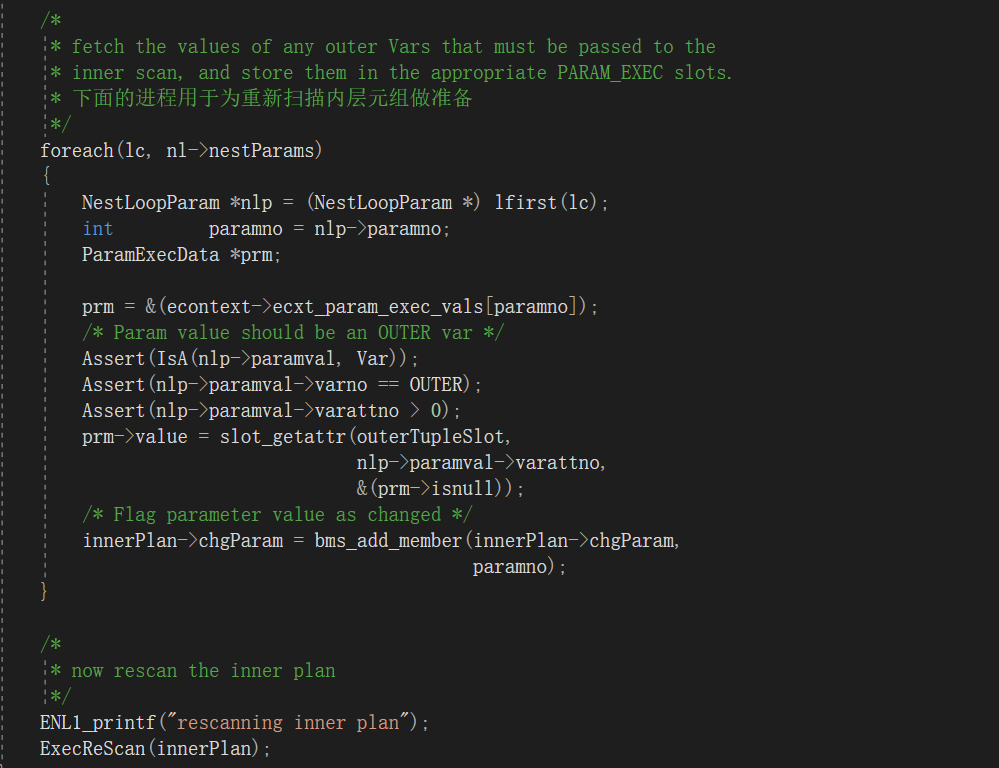 /*
* fetch the values of any outer Vars that must be passed to the
* inner scan, and store them in the appropriate PARAM_EXEC slots.
* 下面的进程用于为重新扫描内层元组做准备
*/
foreach(lc, nl->nestParams)
{
NestLoopParam *nlp = (NestLoopParam *) lfirst(lc);
int paramno = nlp->paramno;
ParamExecData *prm;
prm = &(econtext->ecxt_param_exec_vals[paramno]);
/* Param value should be an OUTER var */
Assert(IsA(nlp->paramval, Var));
Assert(nlp->paramval->varno == OUTER);
Assert(nlp->paramval->varattno > 0);
prm->value = slot_getattr(outerTupleSlot,
nlp->paramval->varattno,
&(prm->isnull));
/* Flag parameter value as changed */
innerPlan->chgParam = bms_add_member(innerPlan->chgParam,
paramno);
}
/*
* now rescan the inner plan
*/
ENL1_printf("rescanning inner plan");
ExecReScan(innerPlan);